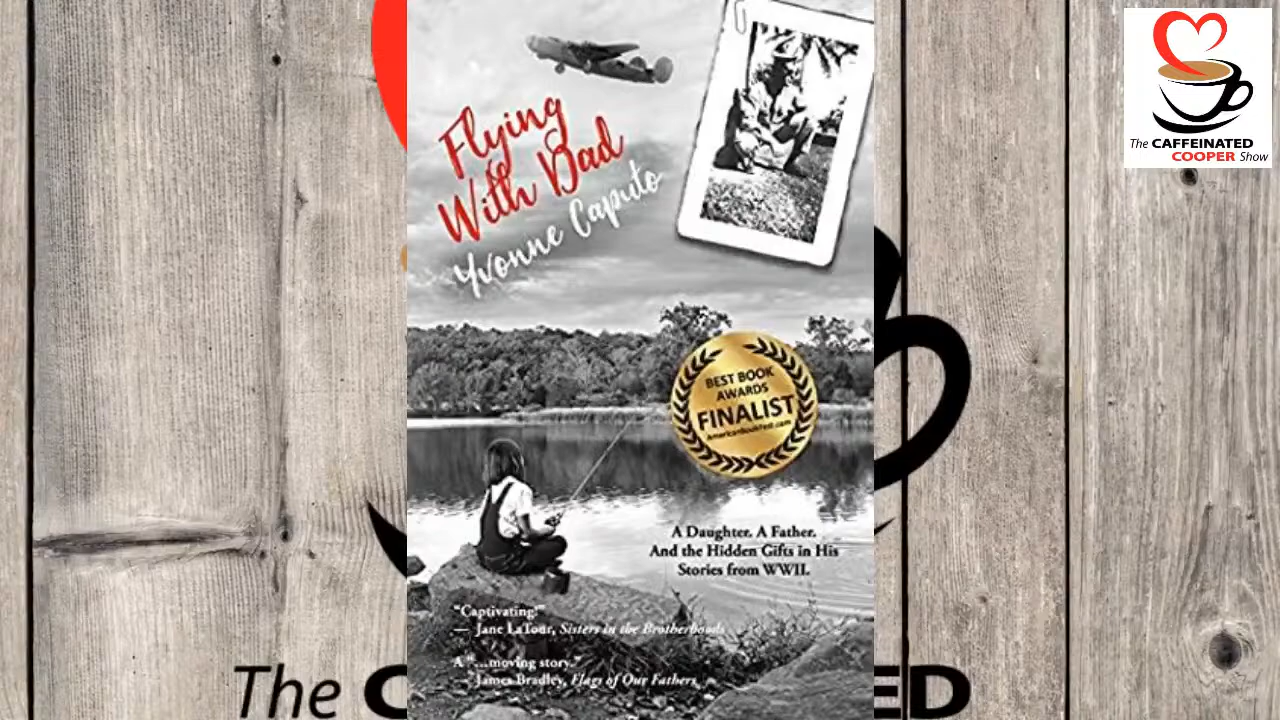 Flying
With Dad
Yvonne Caputo
BEST BOOK
AWARDS
FINALIST
AmericanBookFest.com
A Daughter. A Father.
And the Hidden Gifts in His
Stories from WWII.
“Captivating!”
— Jane LaTour, Sisters in the Brotherhoods
A “...moving story.”
— James Bradley, Flags of Our Fathers
The CAFFEINATED
COOPER Show
The C
ED